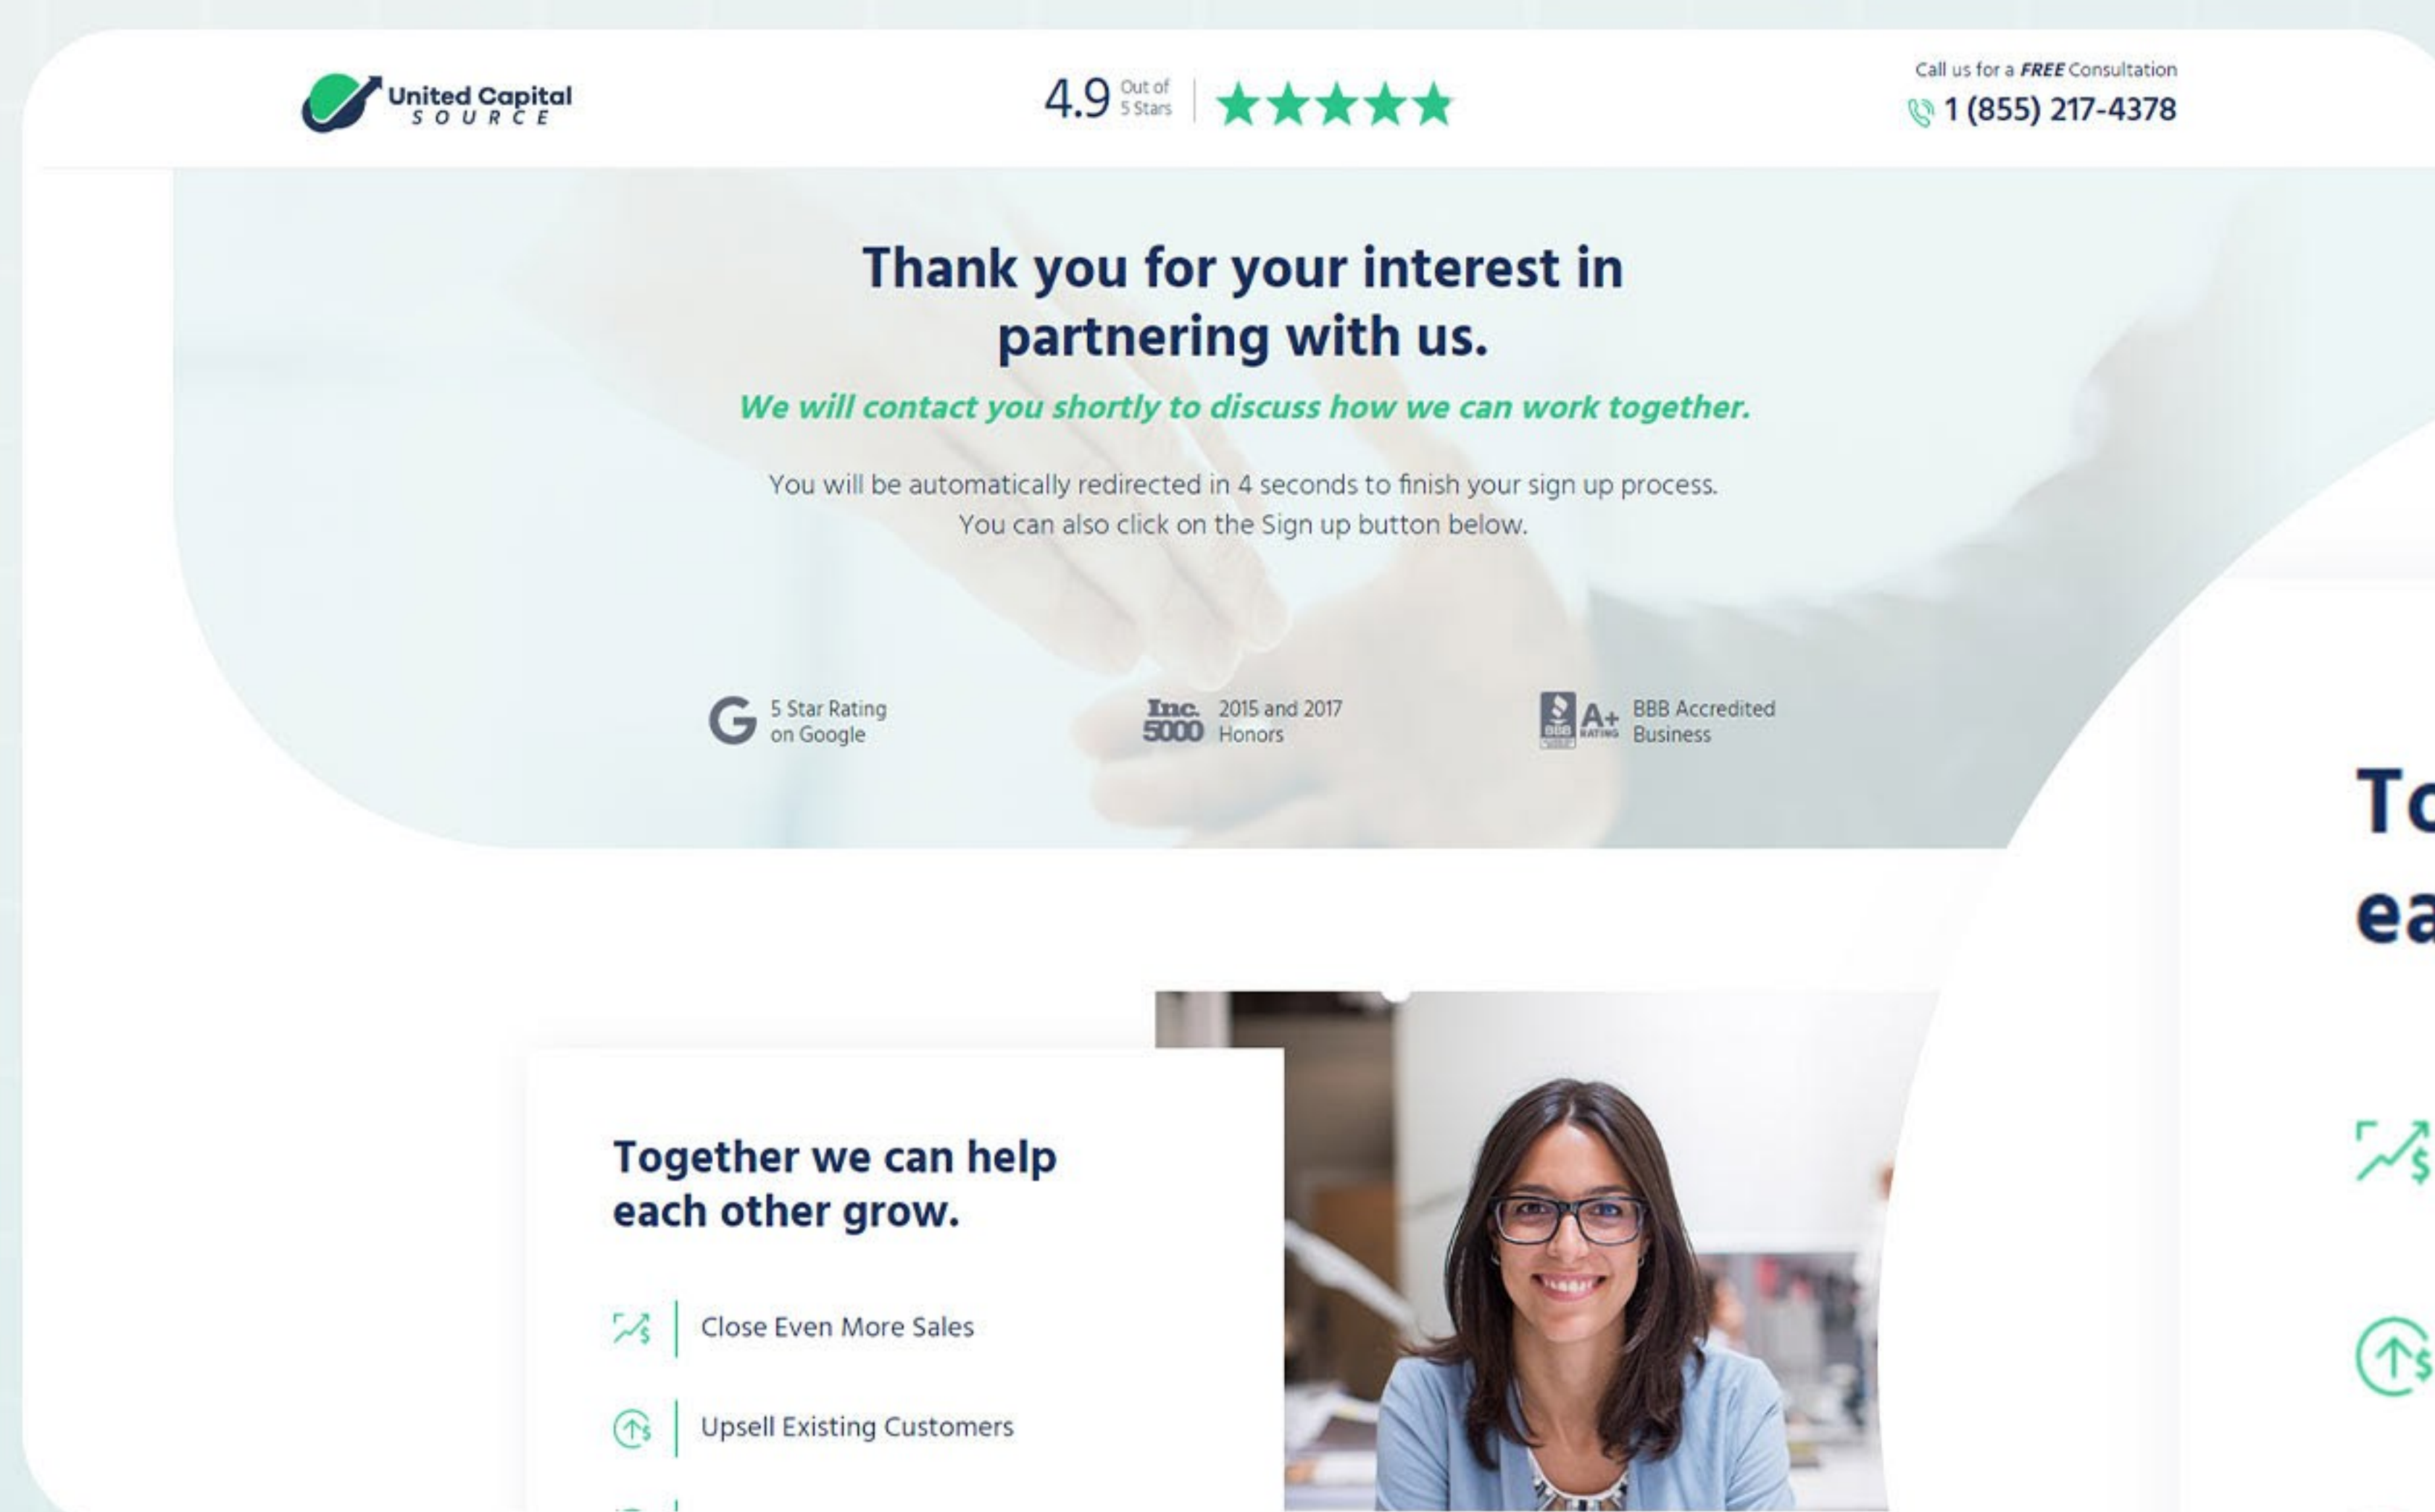 United Capital
SOURCE
4.9
Out of
5 Stars
Call us for a FREE Consultation
1 (855) 217-4378
Thank you for your interest in
partnering with us.
We will contact you shortly to discuss how we can work together.
You will be automatically redirected in 4 seconds to finish your sign up process.
You can also click on the Sign up button below.
G
5 Star Rating
on Google
Inc.
5000
2015 and 2017
Honors
BBB
A+
RATING
BBB Accredited
Business
Together we can help
each other grow.
Close Even More Sales
Upsell Existing Customers
To
ea